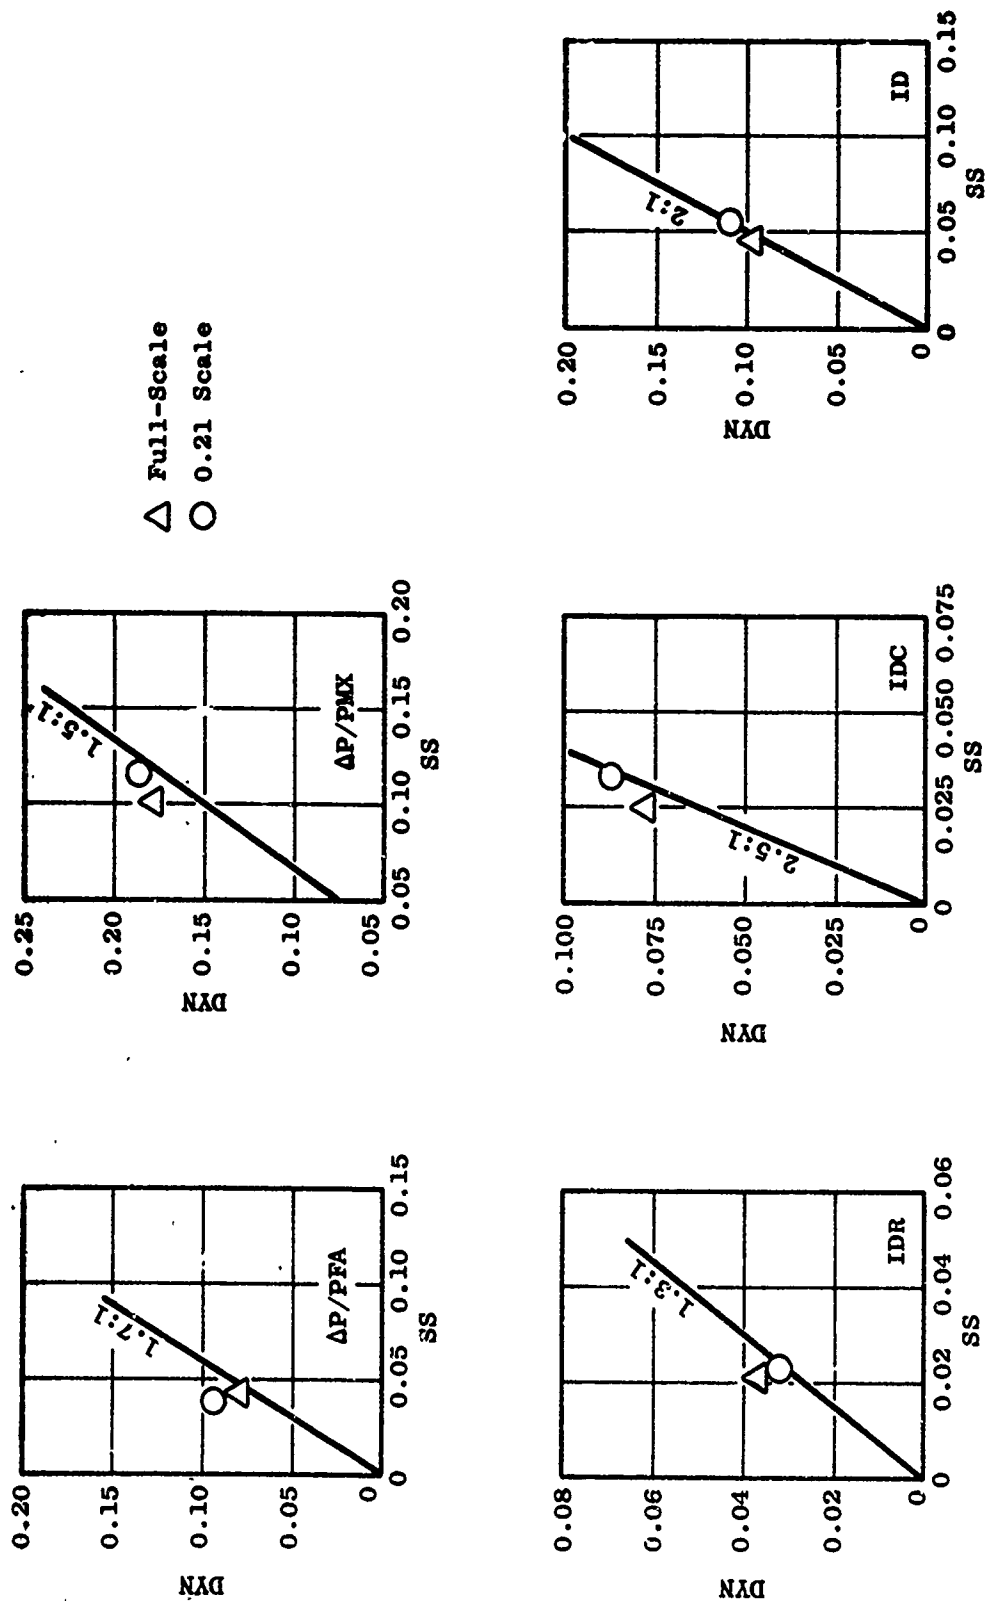 0.20
0.15
0.10
0.05
0
DYN
1.7:1
ΔP/PFA
0 0.05 0.10 0.15
SS
0.25
0.20
0.15
0.10
0.05
DYN
1.5:1
ΔP/PMX
0.05 0.10 0.15 0.20
SS
Full-Scale
0.21 Scale
0.08
0.06
0.04
0.02
0
DYN
1.3:1
IDR
0 0.02 0.04 0.06
SS
0.100
0.075
0.050
0.025
0
DYN
2.5:1
IDC
0 0.025 0.050 0.075
SS
0.20
0.15
0.10
0.05
0
DYN
2:1
ID
0 0.05 0.10 0.15
SS